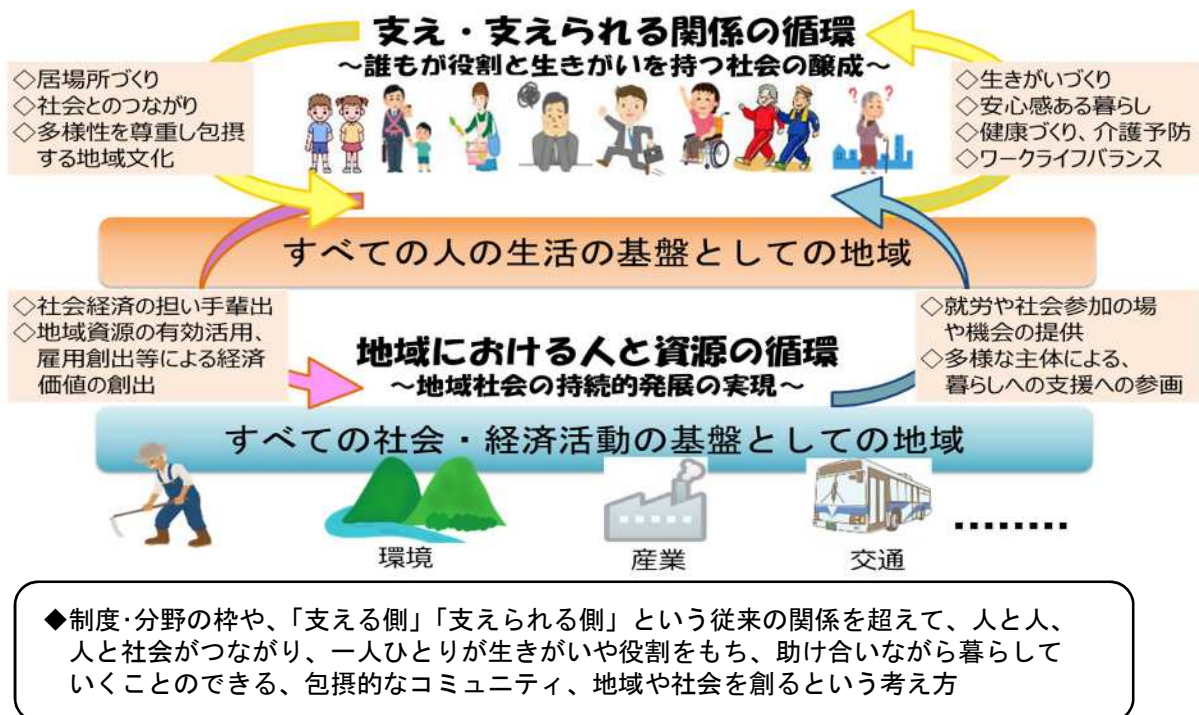 支え・支えられる関係の循環
～誰もが役割と生きがいを持つ社会の醸成～
◇居場所づくり
◇社会とのつながり
◇多様性を尊重し包摂
する地域文化
◇生きがいづくり
◇安心感ある暮らし
◇健康づくり、介護予防
◇ワークライフバランス
? ?
すべての人の生活の基盤としての地域
◇社会経済の担い手輩出
◇地域資源の有効活用、
雇用創出等による経済
価値の創出
地域における人と資源の循環
～地域社会の持続的発展の実現～
◇就労や社会参加の場
や機会の提供
◇多様な主体による、
暮らしへの支援への参画
すべての社会・経済活動の基盤としての地域
環境
産業
交通
………
◆制度･分野の枠や、「支える側」「支えられる側」という従来の関係を超えて、人と人、
人と社会がつながり、一人ひとりが生きがいや役割をもち、助け合いながら暮らして
いくことのできる、包摂的なコミュニティ、地域や社会を創るという考え方